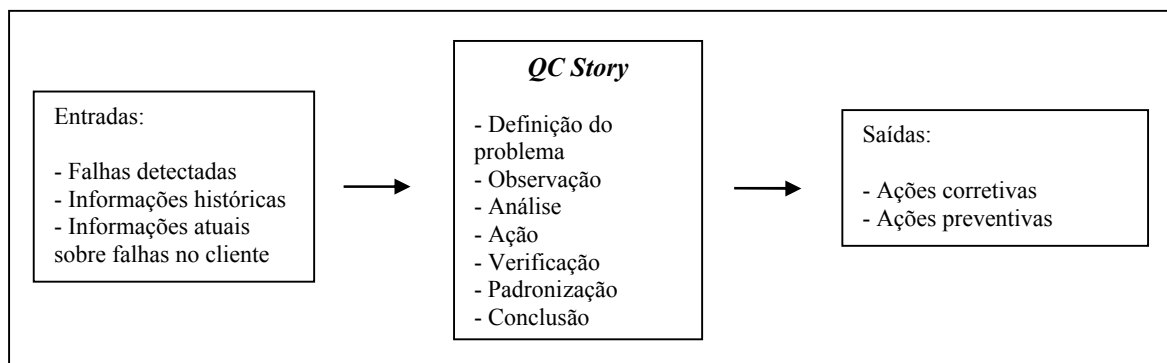 Entradas:
- Falhas detectadas
- Informações históricas
- Informações atuais
sobre falhas no cliente
QC Story
- Definição do
problema
- Observação
- Análise
- Ação
- Verificação
- Padronização
- Conclusão
Saídas:
- Ações corretivas
- Ações preventivas